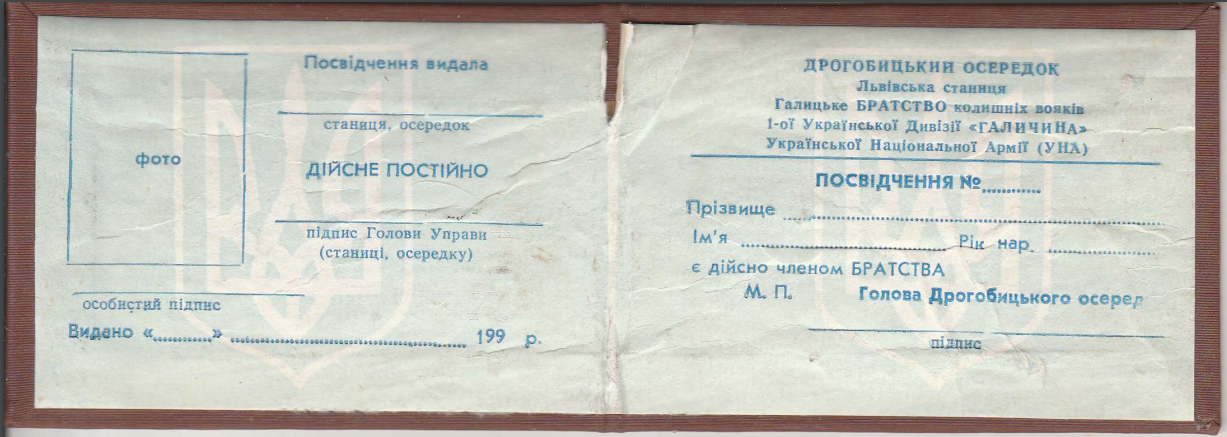 Посвідчення видала
станиця, осередок
фото
ДІЙСНЕ ПОСТІЙНО
підпис Голови Управи
(станиці, осередку)
особистий підпис
Видано «............» ................................................ 199 р.
ДРОГОБИЦЬКИЙ ОСЕРЕДОК
Львівська станиця
Галицьке БРАТСТВО колишніх вояків
1-ої Української Дивізії «ГАЛИЧИНА»
Української Національної Армії (УНА)
ПОСВІДЧЕННЯ №............
Прізвище ................................................................
Ім'я ........................................ Рік нар. ......................
є дійсно членом БРАТСТВА
М. П. Голова Дрогобицького осеред
підпис